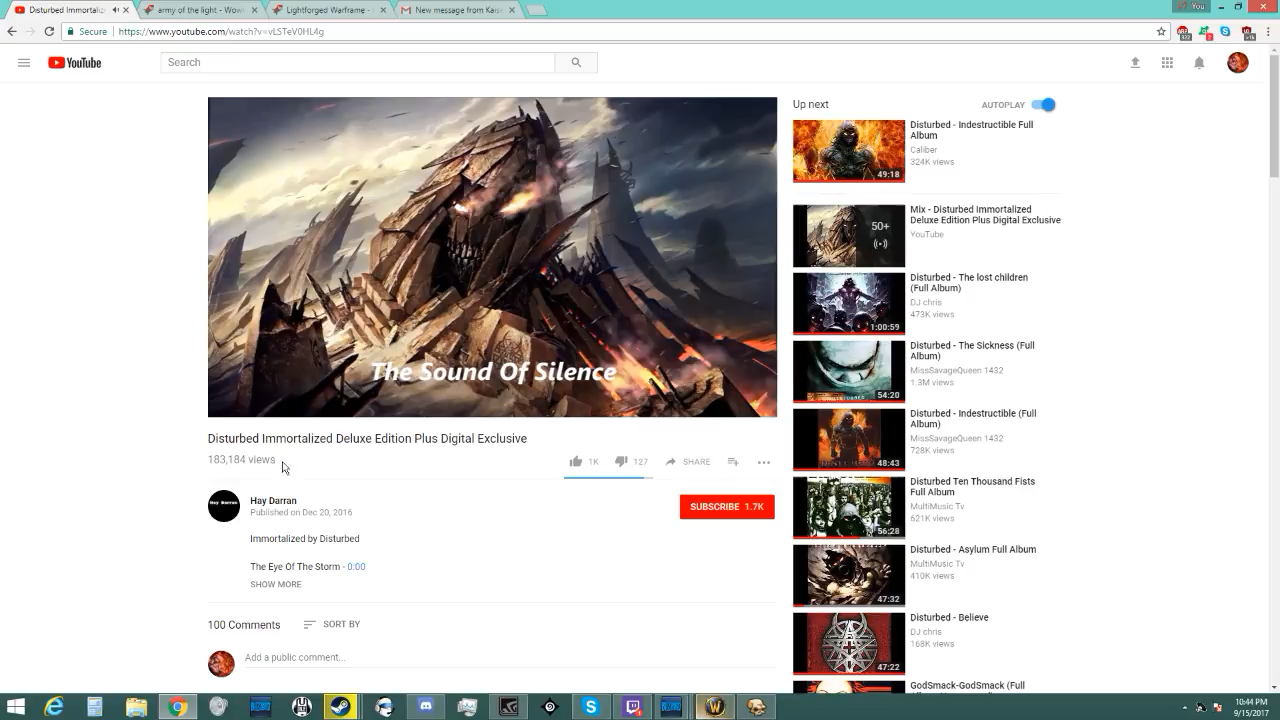 Disturbed Immortaliz
army of the light - Wow
Lightforged Warframe -
New message from Kais
You
Secure
https://www.youtube.com/watch?v=vLSTeV0HL4g
YouTube
Search
The Sound Of Silence
Disturbed Immortalized Deluxe Edition Plus Digital Exclusive
183,184 views
1K
127
SHARE
Hay Darran
Hay Darran
Published on Dec 20, 2016
SUBSCRIBE 1.7K
Immortalized by Disturbed
The Eye Of The Storm - 0:00
SHOW MORE
100 Comments
SORT BY
Add a public comment...
Up next
AUTOPLAY
49:18
Disturbed - Indestructible Full
Album
Caliber
324K views
50+
Mix - Disturbed Immortalized
Deluxe Edition Plus Digital Exclusive
YouTube
1:00:59
Disturbed - The lost children
(Full Album)
DJ chris
473K views
54:20
Disturbed - The Sickness (Full
Album)
MissSavageQueen 1432
1.3M views
48:43
Disturbed - Indestructible (Full
Album)
MissSavageQueen 1432
728K views
56:28
Disturbed Ten Thousand Fists
Full Album
MultiMusic Tv
621K views
47:32
Disturbed - Asylum Full Album
MultiMusic Tv
410K views
47:22
Disturbed - Believe
DJ chris
168K views
GodSmack-GodSmack (Full
10:44 PM
9/15/2017